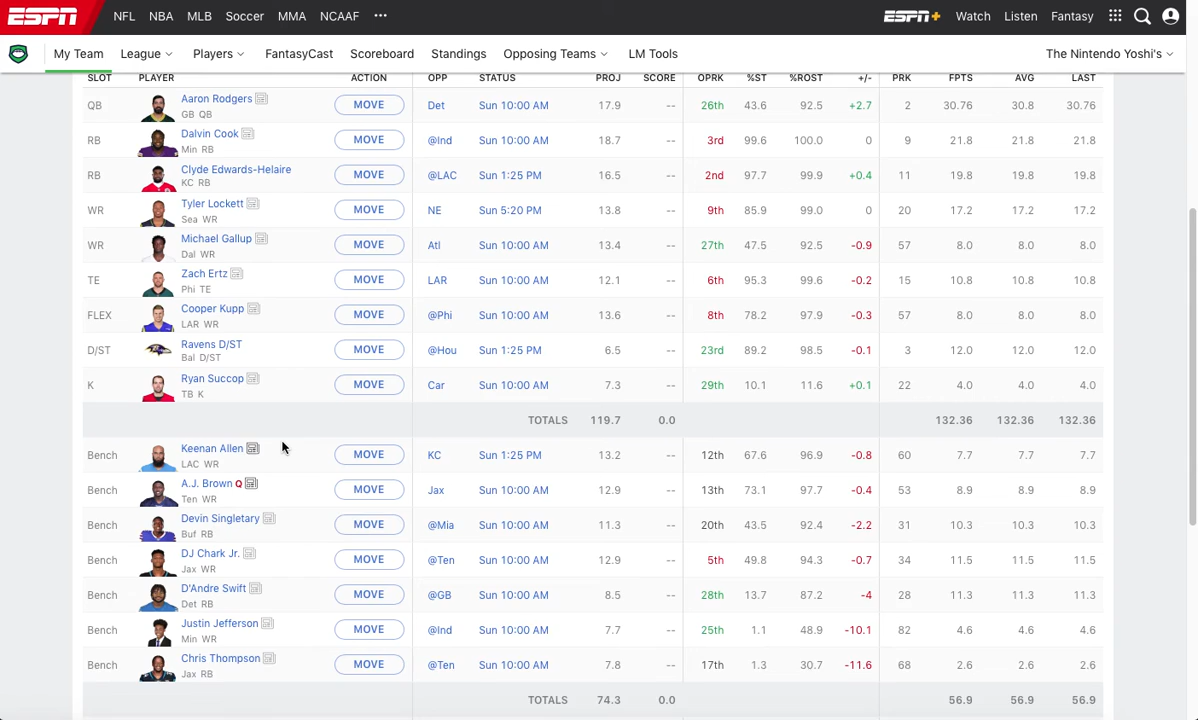 ESPN NFL NBA MLB Soccer MMA NCAAF ••• ESPN+ Watch Listen Fantasy
My Team League Players FantasyCast Scoreboard Standings Opposing Teams LM Tools The Nintendo Yoshi's
SLOT PLAYER ACTION OPP STATUS PROJ SCORE OPRK %ST %ROST +/- PRK FPTS AVG LAST
QB Aaron Rodgers MOVE Det Sun 10:00 AM 17.9 -- 26th 43.6 92.5 +2.7 2 30.76 30.8 30.76
GB QB
RB Dalvin Cook MOVE @Ind Sun 10:00 AM 18.7 -- 3rd 99.6 100.0 0 9 21.8 21.8 21.8
Min RB
RB Clyde Edwards-Helaire MOVE @LAC Sun 1:25 PM 16.5 -- 2nd 97.7 99.9 +0.4 11 19.8 19.8 19.8
KC RB
WR Tyler Lockett MOVE NE Sun 5:20 PM 13.8 -- 9th 85.9 99.0 0 20 17.2 17.2 17.2
Sea WR
WR Michael Gallup MOVE Atl Sun 10:00 AM 13.4 -- 27th 47.5 92.5 -0.9 57 8.0 8.0 8.0
Dal WR
TE Zach Ertz MOVE LAR Sun 10:00 AM 12.1 -- 6th 95.3 99.6 -0.2 15 10.8 10.8 10.8
Phi TE
FLEX Cooper Kupp MOVE @Phi Sun 10:00 AM 13.6 -- 8th 78.2 97.9 -0.3 57 8.0 8.0 8.0
LAR WR
D/ST Ravens D/ST MOVE @Hou Sun 1:25 PM 6.5 -- 23rd 89.2 98.5 -0.1 3 12.0 12.0 12.0
Bal D/ST
K Ryan Succop MOVE Car Sun 10:00 AM 7.3 -- 29th 10.1 11.6 +0.1 22 4.0 4.0 4.0
TB K
TOTALS 119.7 0.0 132.36 132.36 132.36
Bench Keenan Allen MOVE KC Sun 1:25 PM 13.2 -- 12th 67.6 96.9 -0.8 60 7.7 7.7 7.7
LAC WR
Bench A.J. Brown Q MOVE Jax Sun 10:00 AM 12.9 -- 13th 73.1 97.7 -0.4 53 8.9 8.9 8.9
Ten WR
Bench Devin Singletary MOVE @Mia Sun 10:00 AM 11.3 -- 20th 43.5 92.4 -2.2 31 10.3 10.3 10.3
Buf RB
Bench DJ Chark Jr. MOVE @Ten Sun 10:00 AM 12.9 -- 5th 49.8 94.3 -0.7 34 11.5 11.5 11.5
Jax WR
Bench D'Andre Swift MOVE @GB Sun 10:00 AM 8.5 -- 28th 13.7 87.2 -4 28 11.3 11.3 11.3
Det RB
Bench Justin Jefferson MOVE @Ind Sun 10:00 AM 7.8 -- 25th 1.1 48.9 -10.1 82 4.6 4.6 4.6
Min WR
Bench Chris Thompson MOVE @Ten Sun 10:00 AM 7.8 -- 17th 1.3 30.7 -11.6 68 2.6 2.6 2.6
Jax RB
TOTALS 74.3 0.0 56.9 56.9 56.9